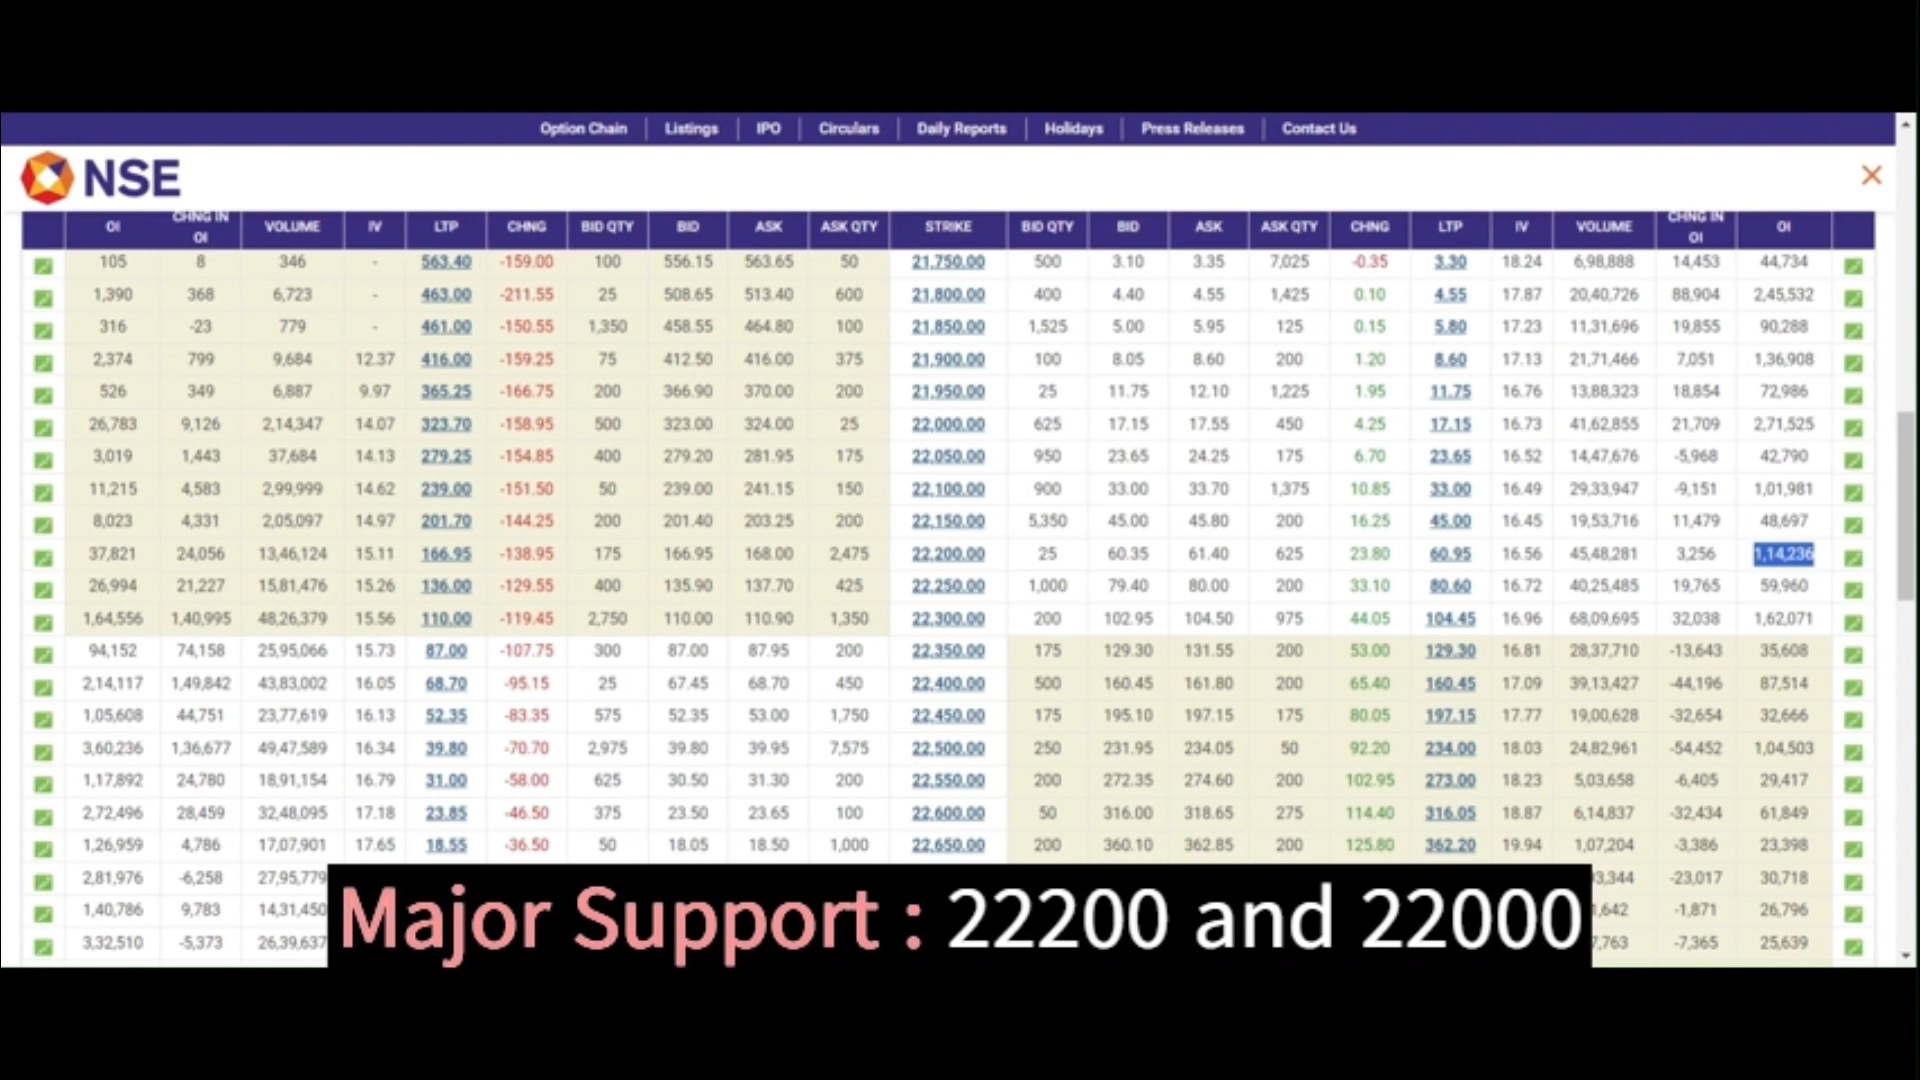 Option Chain Listings IPO Circulars Daily Reports Holidays Press Releases Contact Us
NSE
OI CHNG IN OI VOLUME IV LTP CHNG BID QTY BID ASK ASK QTY STRIKE BID QTY BID ASK ASK QTY CHNG LTP IV VOLUME CHNG IN OI OI
105 8 346 - 563.40 -159.00 100 556.15 563.65 50 21,750.00 500 3.10 3.35 7,025 -0.35 3.30 18.24 6,98,888 14,453 44,734
1,390 368 6,723 - 463.00 -211.55 25 508.65 513.40 600 21,800.00 400 4.40 4.55 1,425 0.10 4.55 17.87 20,40,726 88,904 2,45,532
316 -23 779 - 461.00 -150.55 1,350 458.55 464.80 100 21,850.00 1,525 5.00 5.95 125 0.15 5.80 17.23 11,31,696 19,855 90,288
2,374 799 9,684 12.37 416.00 -159.25 75 412.50 416.00 375 21,900.00 100 8.05 8.60 200 1.20 8.60 17.13 21,71,466 7,051 1,36,908
526 349 6,887 9.97 365.25 -166.75 200 366.90 370.00 200 21,950.00 25 11.75 12.10 1,225 1.95 11.75 16.76 13,88,323 18,854 72,986
26,783 9,126 2,14,347 14.07 323.70 -158.95 500 323.00 324.00 25 22,000.00 625 17.15 17.55 450 4.25 17.15 16.73 41,62,855 21,709 2,71,525
3,019 1,443 37,684 14.13 279.25 -154.85 400 279.20 281.95 175 22,050.00 950 23.65 24.25 175 6.70 23.65 16.52 14,47,676 -5,968 42,790
11,215 4,583 2,99,999 14.62 239.00 -151.50 50 239.00 241.15 150 22,100.00 900 33.00 33.70 1,375 10.85 33.00 16.49 29,33,947 -9,151 1,01,981
8,023 4,331 2,05,097 14.97 201.70 -144.25 200 201.40 203.25 200 22,150.00 5,350 45.00 45.80 200 16.25 45.00 16.45 19,53,716 11,479 48,697
37,821 24,056 13,46,124 15.11 166.95 -138.95 175 166.95 168.00 2,475 22,200.00 25 60.35 61.40 625 23.80 60.95 16.56 45,48,281 3,256 1,14,236
26,994 21,227 15,81,476 15.26 136.00 -129.55 400 135.90 137.70 425 22,250.00 1,000 79.40 80.00 200 33.10 80.60 16.72 40,25,485 19,765 59,960
1,64,556 1,40,995 48,26,379 15.56 110.00 -119.45 2,750 110.00 110.90 1,350 22,300.00 200 102.95 104.50 975 44.05 104.45 16.96 68,09,695 32,038 1,62,071
94,152 74,158 25,95,066 15.73 87.00 -107.75 300 87.00 87.95 200 22,350.00 175 129.30 131.55 200 53.00 129.30 16.81 28,37,710 -13,643 35,608
2,14,117 1,49,842 43,83,002 16.05 68.70 -95.15 25 67.45 68.70 450 22,400.00 500 160.45 161.80 200 65.40 160.45 17.09 39,13,427 -44,196 87,514
1,05,608 44,751 23,77,619 16.13 52.35 -83.35 575 52.35 53.00 1,750 22,450.00 175 195.10 197.15 175 80.05 197.15 17.77 19,00,628 -32,654 32,666
3,60,236 1,36,677 49,47,589 16.34 39.80 -70.70 2,975 39.80 39.95 7,575 22,500.00 250 231.95 234.05 50 92.20 234.00 18.03 24,82,961 -54,452 1,04,503
1,17,892 24,780 18,91,154 16.79 31.00 -58.00 625 30.50 31.30 200 22,550.00 200 272.35 274.60 200 102.95 273.00 18.23 5,03,658 -6,405 29,417
2,72,496 28,459 32,48,095 17.18 23.85 -46.50 375 23.50 23.65 100 22,600.00 50 316.00 318.65 275 114.40 316.05 18.87 6,14,837 -32,434 61,849
1,26,959 4,786 17,07,901 17.65 18.55 -36.50 50 18.05 18.50 1,000 22,650.00 200 360.10 362.85 200 125.80 362.20 19.94 1,07,204 -3,386 23,398
2,81,976 -6,258 27,95,779 3,344 -23,017 30,718
1,40,786 9,783 14,31,450 ,642 -1,871 26,796
3,32,510 -5,373 26,39,637 7,763 -7,365 25,639
Major Support : 22200 and 22000